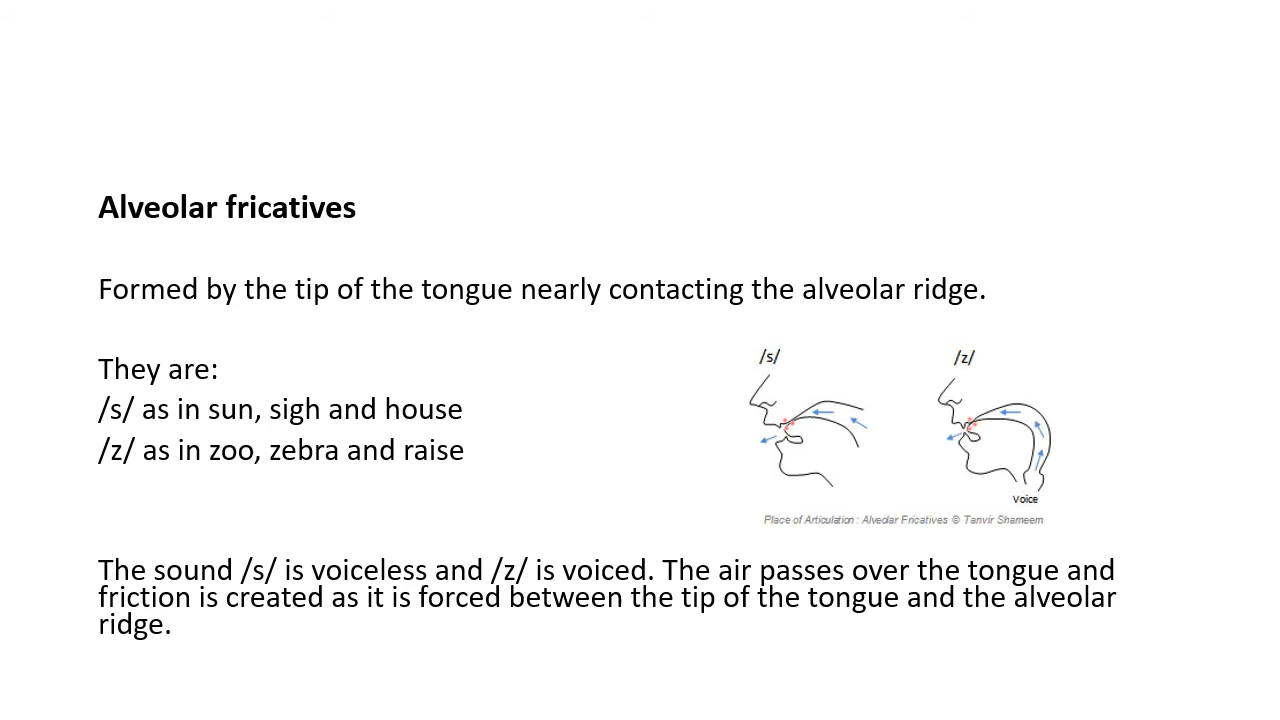 Alveolar fricatives
Formed by the tip of the tongue nearly contacting the alveolar ridge.
They are:
/s/ as in sun, sigh and house
/z/ as in zoo, zebra and raise
/s/
/z/
Voice
Place of Articulation : Alveolar Fricatives © Tanvir Shameem
The sound /s/ is voiceless and /z/ is voiced. The air passes over the tongue and
friction is created as it is forced between the tip of the tongue and the alveolar
ridge.